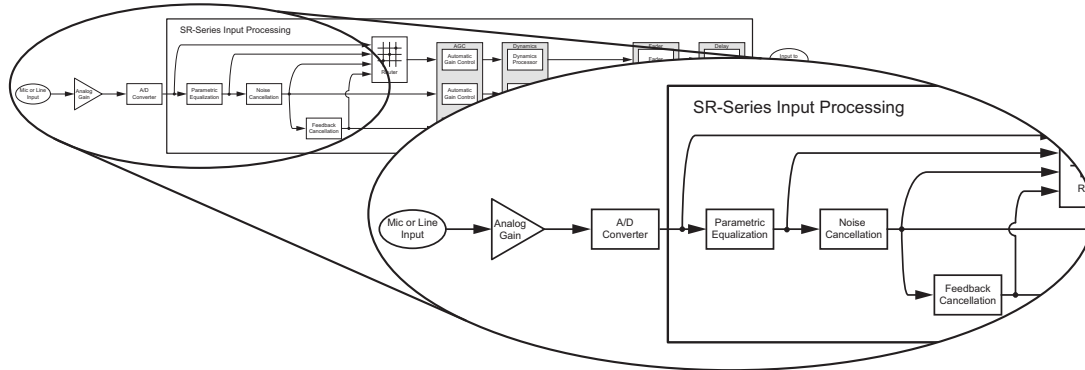 SR-Series Input Processing
Router
AGC
Automatic
Gain Control
Automatic
Gain Control
Dynamics
Dynamics
Processor
Fader
Fader
Delay
Input to
Mic or Line
Input
Analog
Gain
A/D
Converter
Parametric
Equalization
Noise
Cancellation
Feedback
Cancellation
SR-Series Input Processing
R
Mic or Line
Input
Analog
Gain
A/D
Converter
Parametric
Equalization
Noise
Cancellation
Feedback
Cancellation